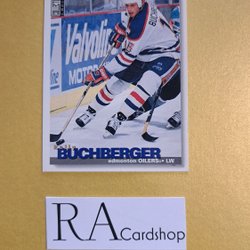 Valvoline
BUCHBERGER
edmonton OILERS • LW
RA
Cardshop